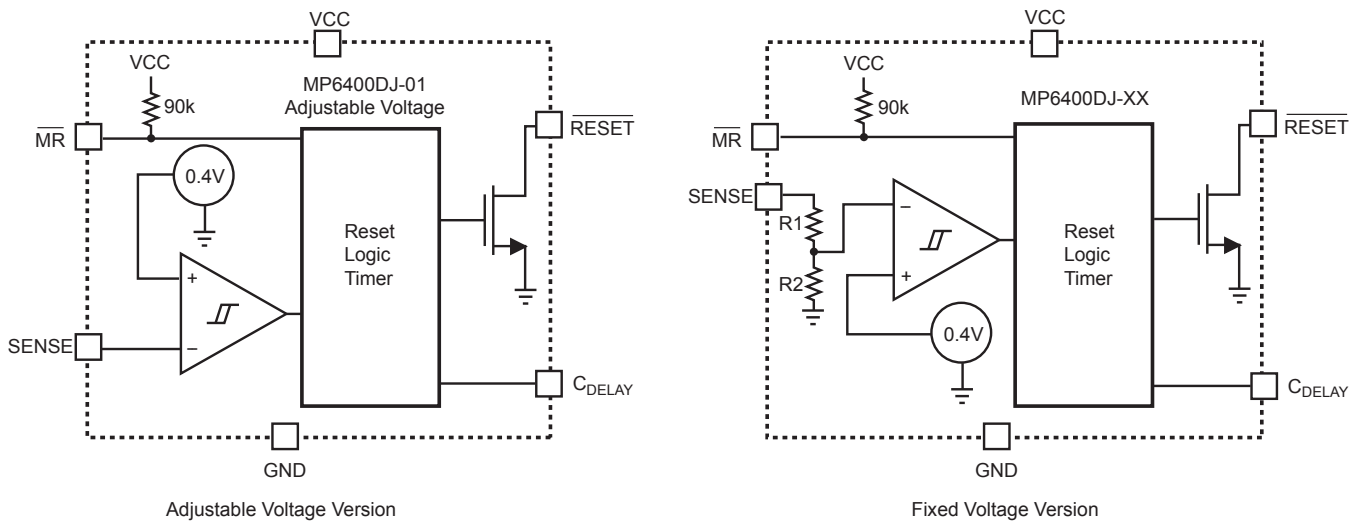 VCC
VCC
MP6400DJ-01
Adjustable Voltage
90k
RESET
MR
0.4V
Reset
Logic
Timer
+
−
SENSE
CDELAY
GND
Adjustable Voltage Version
VCC
VCC
MP6400DJ-XX
90k
RESET
MR
SENSE
R1
−
Reset
Logic
Timer
+
R2
0.4V
CDELAY
GND
Fixed Voltage Version